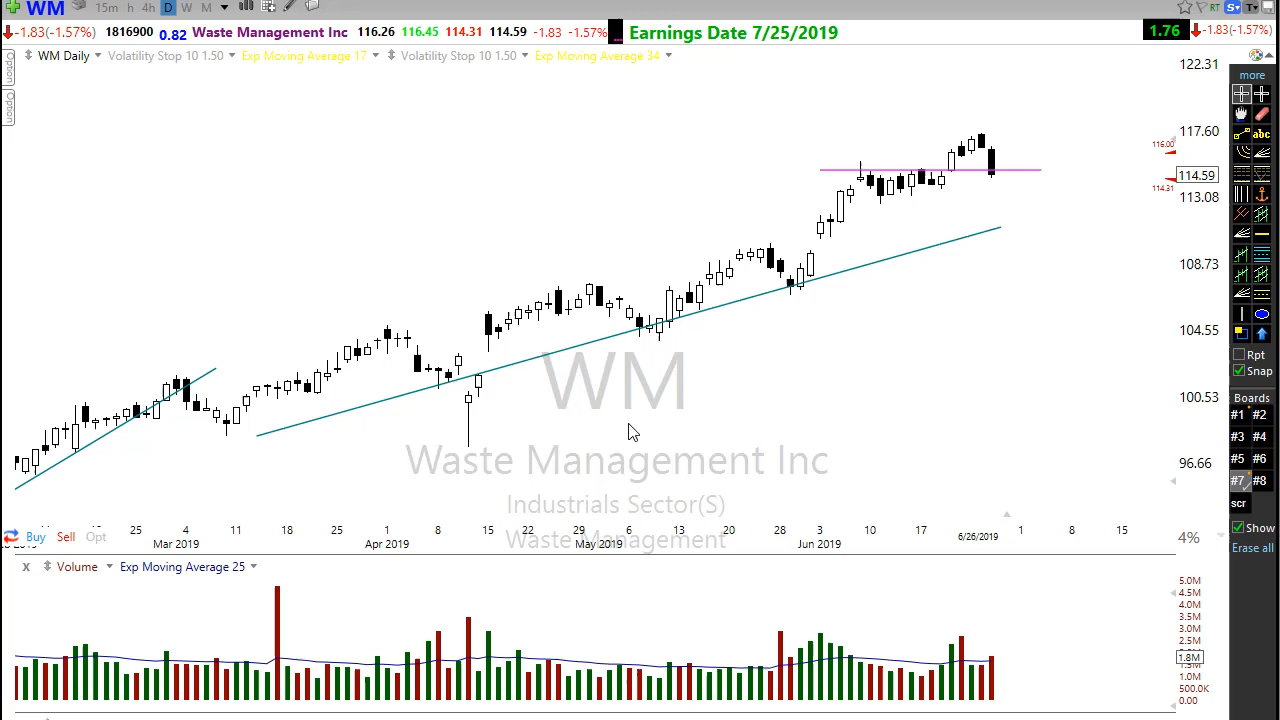 WM 15m h 4h D W M RT S T
-1.83(-1.57%) 1816900 0.82 Waste Management Inc 116.26 116.45 114.31 114.59 -1.83 -1.57% Earnings Date 7/25/2019 1.76 -1.83(-1.57%)
WM Daily Volatility Stop 10 1.50 Exp Moving Average 17 Volatility Stop 10 1.50 Exp Moving Average 34
Option
Option
122.31
117.60
116.00
114.59
114.31
113.08
108.73
104.55
100.53
96.66
WM
Waste Management Inc
Industrials Sector(S)
Waste Management
25 4 11 18 25 1 8 15 22 29 6 13 20 28 3 10 17 6/26/2019 1 8 15
Mar 2019 Apr 2019 May 2019 Jun 2019
Buy Sell Opt
4%
X Volume Exp Moving Average 25
5.0M
4.5M
4.0M
3.5M
3.0M
2.5M
1.8M
1.5M
1.0M
500.0K
0.00
more
abc
Rpt
Snap
Boards
#1 #2
#3 #4
#5 #6
#7 #8
scr
Show
Erase all